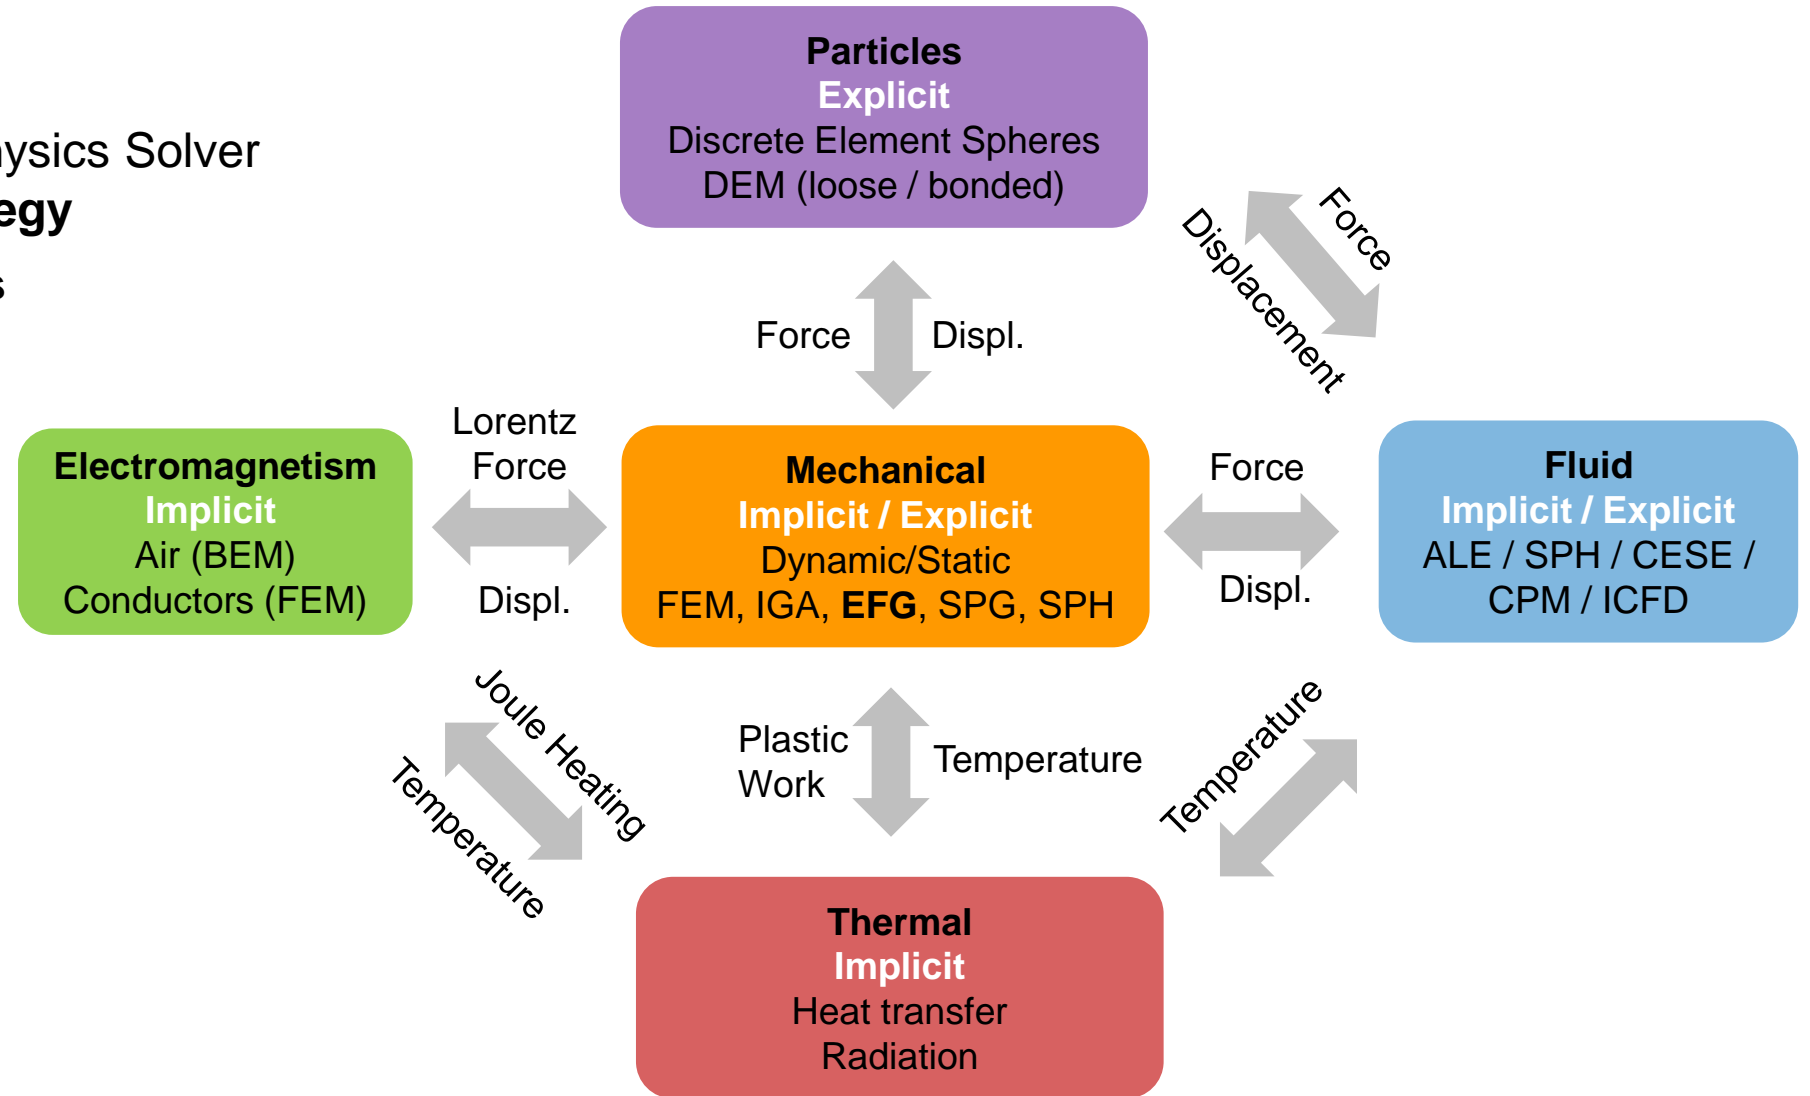 Particles
Explicit
Discrete Element Spheres
DEM (loose / bonded)
Physics Solver
Force
Displacement
Force
Displ.
Lorentz
Force
Displ.
Electromagnetism
Implicit
Air (BEM)
Conductors (FEM)
Mechanical
Implicit / Explicit
Dynamic/Static
FEM, IGA, EFG, SPG, SPH
Force
Displ.
Fluid
Implicit / Explicit
ALE / SPH / CESE /
CPM / ICFD
Joule Heating
Temperature
Plastic
Work
Temperature
Temperature
Thermal
Implicit
Heat transfer
Radiation